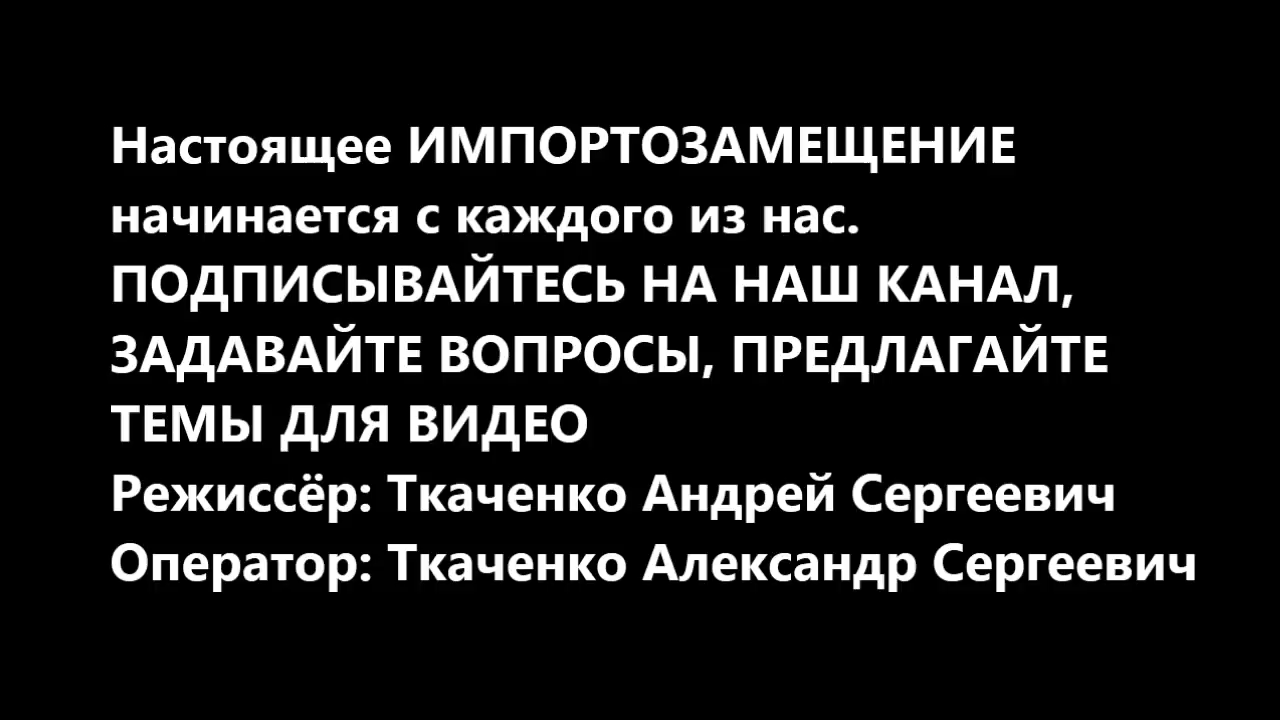 Настоящее ИМПОРТОЗАМЕЩЕНИЕ
начинается с каждого из нас.
ПОДПИСЫВАЙТЕСЬ НА НАШ КАНАЛ,
ЗАДАВАЙТЕ ВОПРОСЫ, ПРЕДЛАГАЙТЕ
ТЕМЫ ДЛЯ ВИДЕО
Режиссёр: Ткаченко Андрей Сергеевич
Оператор: Ткаченко Александр Сергеевич